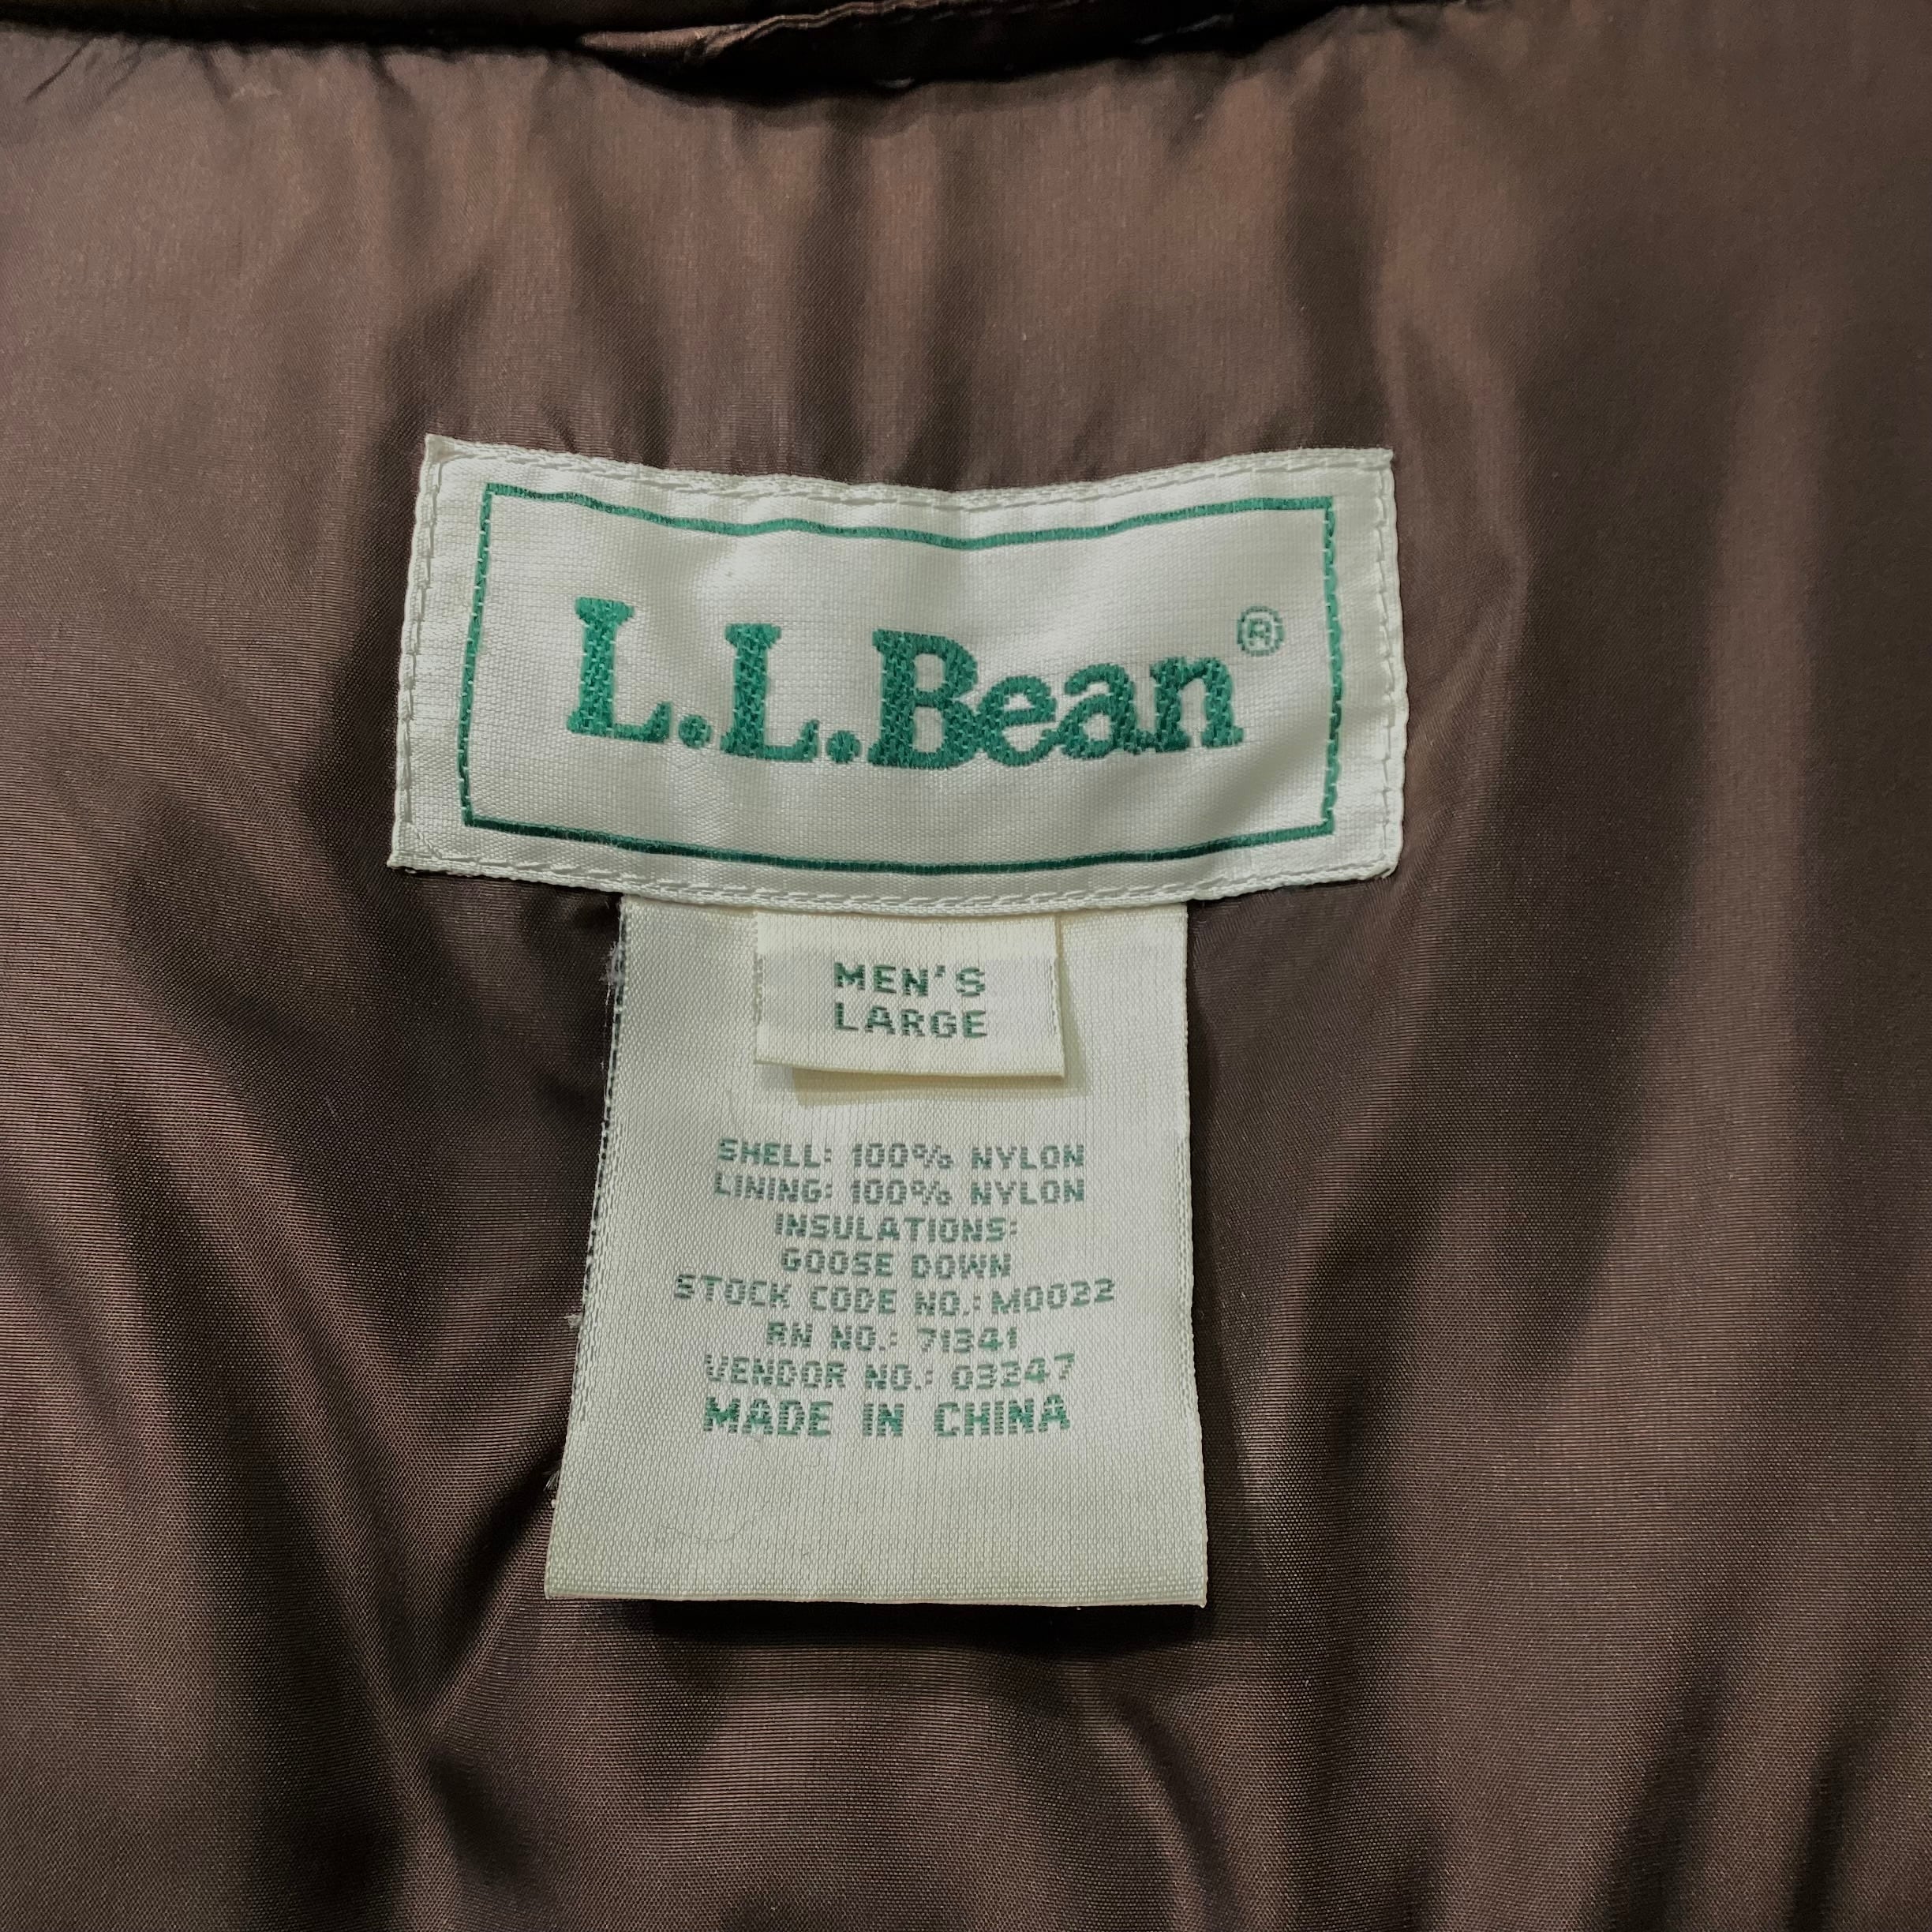 L.L.Bean®
MEN'S
LARGE
SHELL: 100% NYLON
LINING: 100% NYLON
INSULATIONS:
GOOSE DOWN
STOCK CODE NO.: M0022
RN NO.: 71341
VENDOR NO.: 03247
MADE IN CHINA